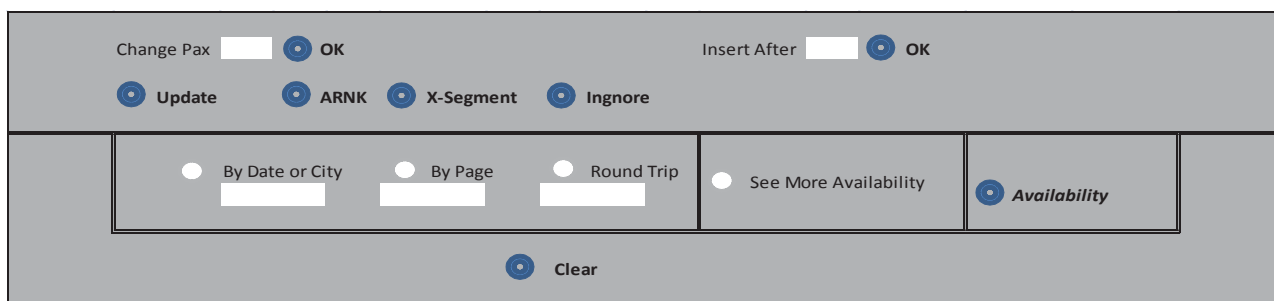 Change Pax OK Insert After OK
Update ARNK X-Segment Ingnore
By Date or City By Page Round Trip See More Availability Availability
Clear